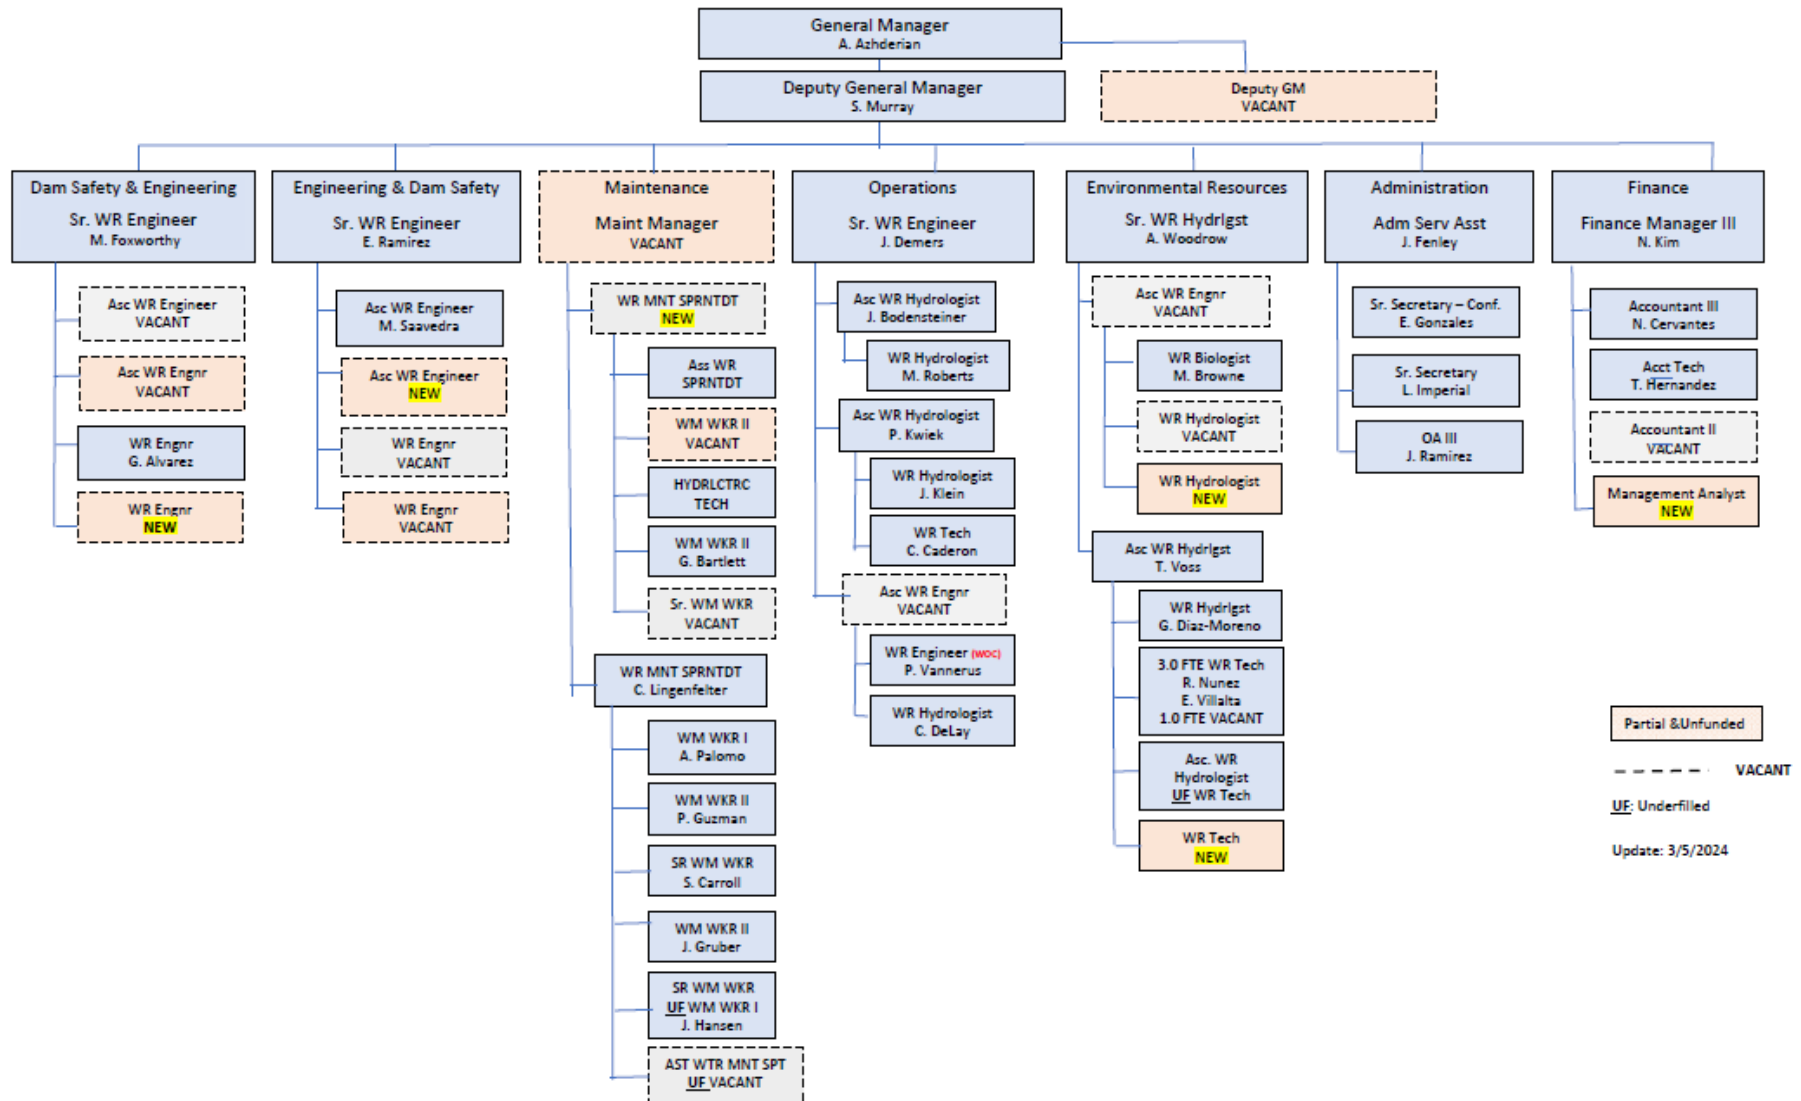 General Manager
A. Azhderian
Deputy General Manager
S. Murray
Deputy GM
VACANT
Dam Safety & Engineering
Sr. WR Engineer
M. Foxworthy
Asc WR Engineer
VACANT
Asc WR Engnr
VACANT
WR Engnr
G. Alvarez
WR Engnr
NEW
Engineering & Dam Safety
Sr. WR Engineer
E. Ramirez
Asc WR Engineer
M. Saavedra
Asc WR Engineer
NEW
WR Engnr
VACANT
WR Engnr
VACANT
Maintenance
Maint Manager
VACANT
WR MNT SPRNTDT
NEW
Ass WR
SPRNTDT
WM WKR II
VACANT
HYDRLCTRC
TECH
WM WKR II
G. Bartlett
Sr. WM WKR
VACANT
WR MNT SPRNTDT
C. Lingenfelter
WM WKR I
A. Palomo
WM WKR II
P. Guzman
SR WM WKR
S. Carroll
WM WKR II
J. Gruber
SR WM WKR
UF WM WKR I
J. Hansen
AST WTR MNT SPT
UF VACANT
Operations
Sr. WR Engineer
J. Demers
Asc WR Hydrologist
J. Bodensteiner
WR Hydrologist
M. Roberts
Asc WR Hydrologist
P. Kwiek
WR Hydrologist
J. Klein
WR Tech
C. Caderon
Asc WR Engnr
VACANT
WR Engineer (WOC)
P. Vannerus
WR Hydrologist
C. DeLay
Environmental Resources
Sr. WR Hydrlgst
A. Woodrow
Asc WR Engnr
VACANT
WR Biologist
M. Browne
WR Hydrologist
VACANT
WR Hydrologist
NEW
Asc WR Hydrlgst
T. Voss
WR Hydrlgst
G. Diaz-Moreno
3.0 FTE WR Tech
R. Nunez
E. Villalta
1.0 FTE VACANT
Asc. WR
Hydrologist
UF WR Tech
WR Tech
NEW
Administration
Adm Serv Asst
J. Fenley
Sr. Secretary – Conf.
E. Gonzales
Sr. Secretary
L. Imperial
OA III
J. Ramirez
Finance
Finance Manager III
N. Kim
Accountant III
N. Cervantes
Acct Tech
T. Hernandez
Accountant II
VACANT
Management Analyst
NEW
Partial &Unfunded
VACANT
UF: Underfilled
Update: 3/5/2024